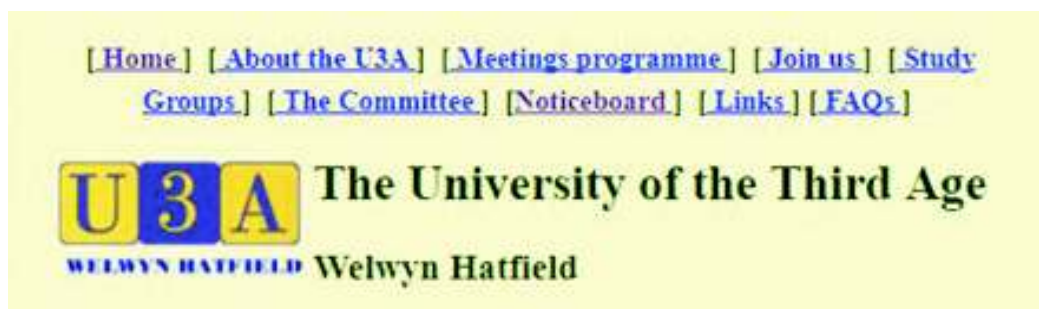 [ Home ] [ About the U3A ] [ Meetings programme ] [ Join us ] [ Study
Groups ] [ The Committee ] [Noticeboard ] [ Links ] [ FAQs ]
U3A The University of the Third Age
WELWYN HATFIELD Welwyn Hatfield